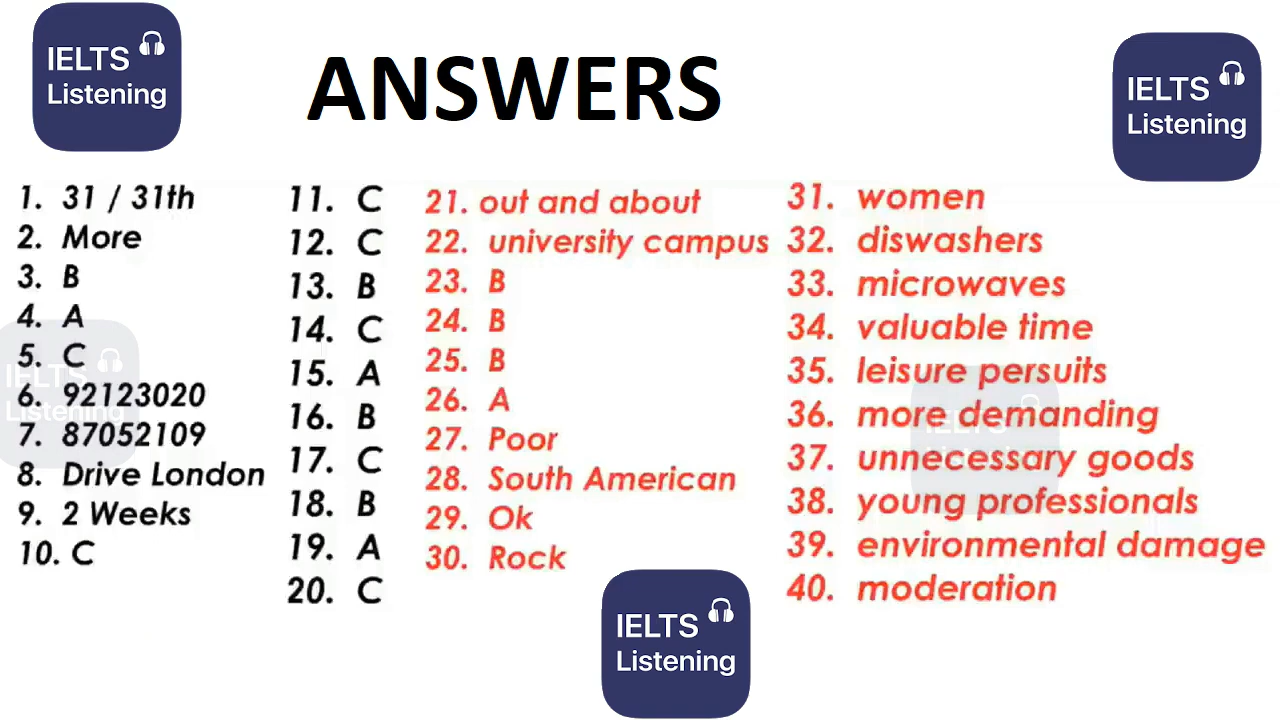 IELTS
Listening
ANSWERS
IELTS
Listening
1. 31 / 31th
2. More
3. B
4. A
5. C
6. 92123020
7. 87052109
8. Drive London
9. 2 Weeks
10. C
11. C
12. C
13. B
14. C
15. A
16. B
17. C
18. B
19. A
20. C
21. out and about
22. university campus
23. B
24. B
25. B
26. A
27. Poor
28. South American
29. Ok
30. Rock
31. women
32. diswashers
33. microwaves
34. valuable time
35. leisure persuits
36. more demanding
37. unnecessary goods
38. young professionals
39. environmental damage
40. moderation
IELTS
Listening
IELTS
Listening